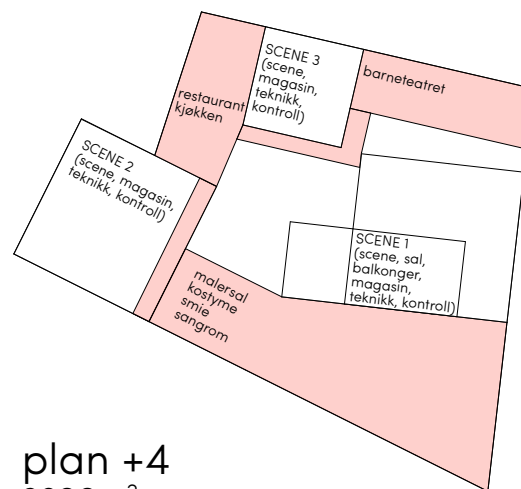 SCENE 3
(scene,
magasin,
teknikk,
kontroll)
barneteatret
restaurant
kjøkken
SCENE 2
(scene, magasin,
teknikk, kontroll)
SCENE 1
(scene, sal,
balkonger,
magasin,
teknikk, kontroll)
malersal
kostyme
smie
sangrom
plan +4